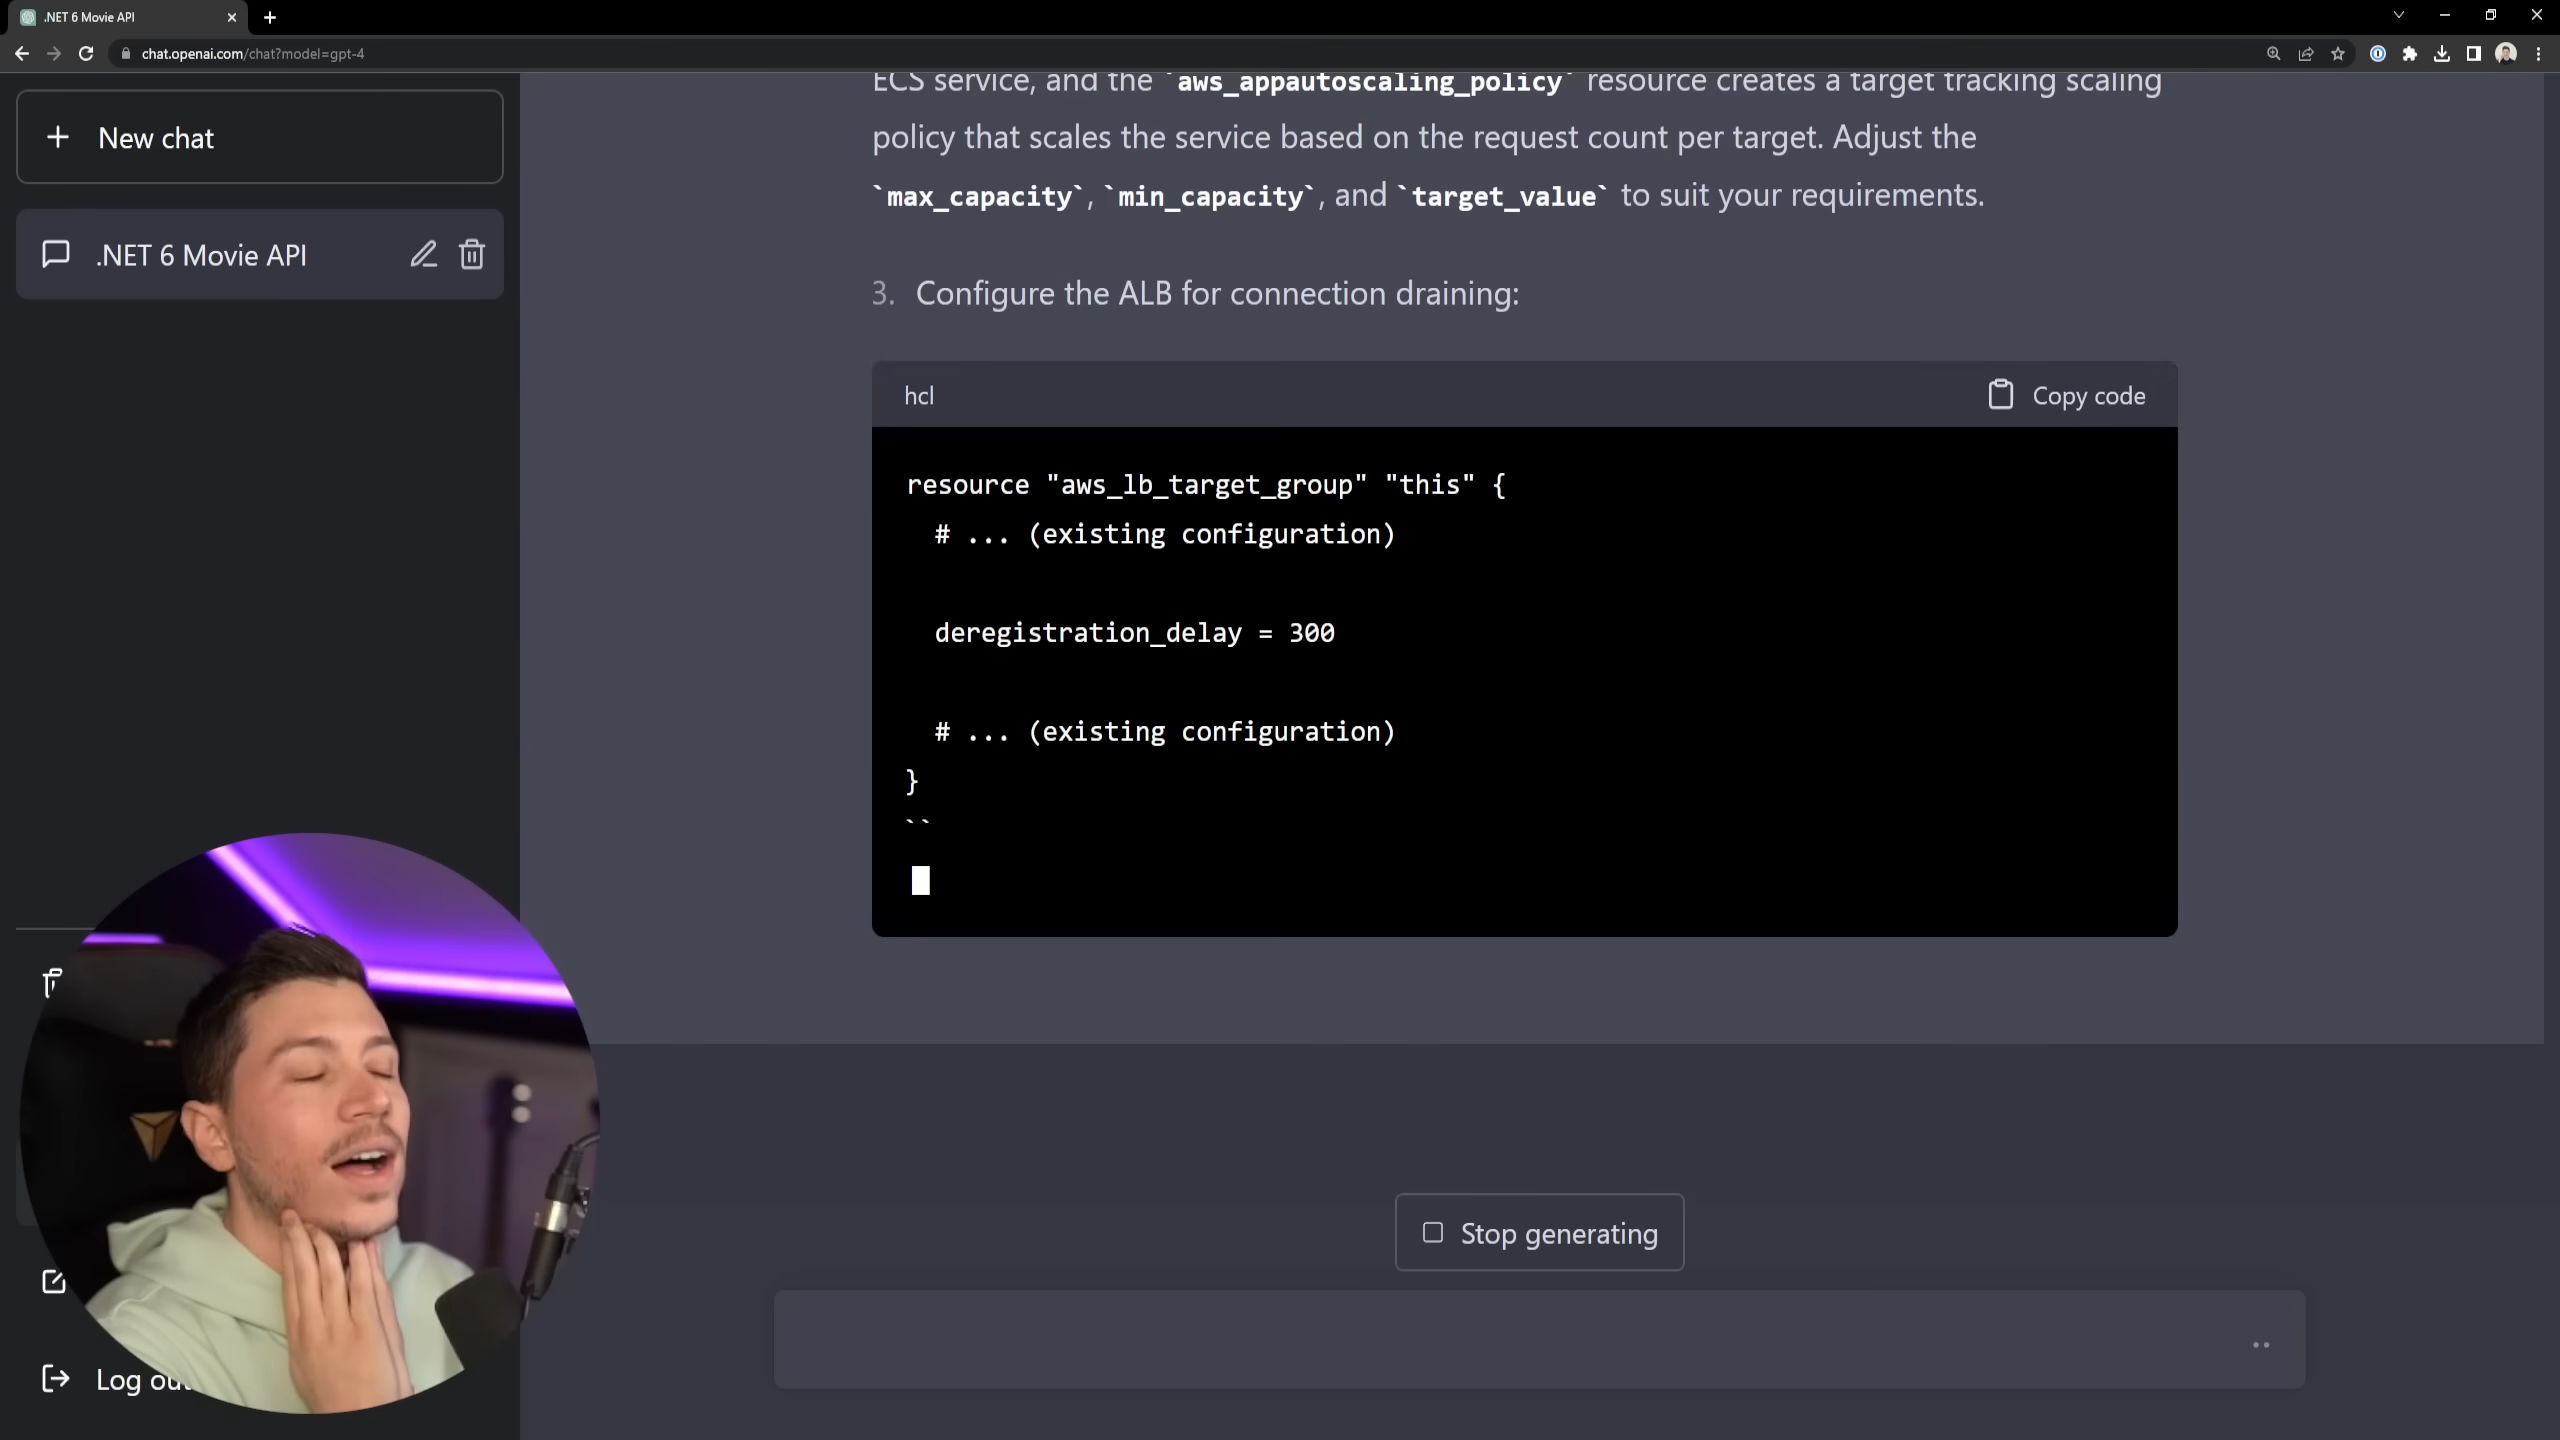 .NET 6 Movie API
chat.openai.com/chat?model=gpt-4
New chat
.NET 6 Movie API
Log out
ECS service, and the `aws_appautoscaling_policy` resource creates a target tracking scaling
policy that scales the service based on the request count per target. Adjust the
`max_capacity`, `min_capacity`, and `target_value` to suit your requirements.
3. Configure the ALB for connection draining:
hcl
Copy code
resource "aws_lb_target_group" "this" {
# ... (existing configuration)
deregistration_delay = 300
# ... (existing configuration)
}
``
Stop generating